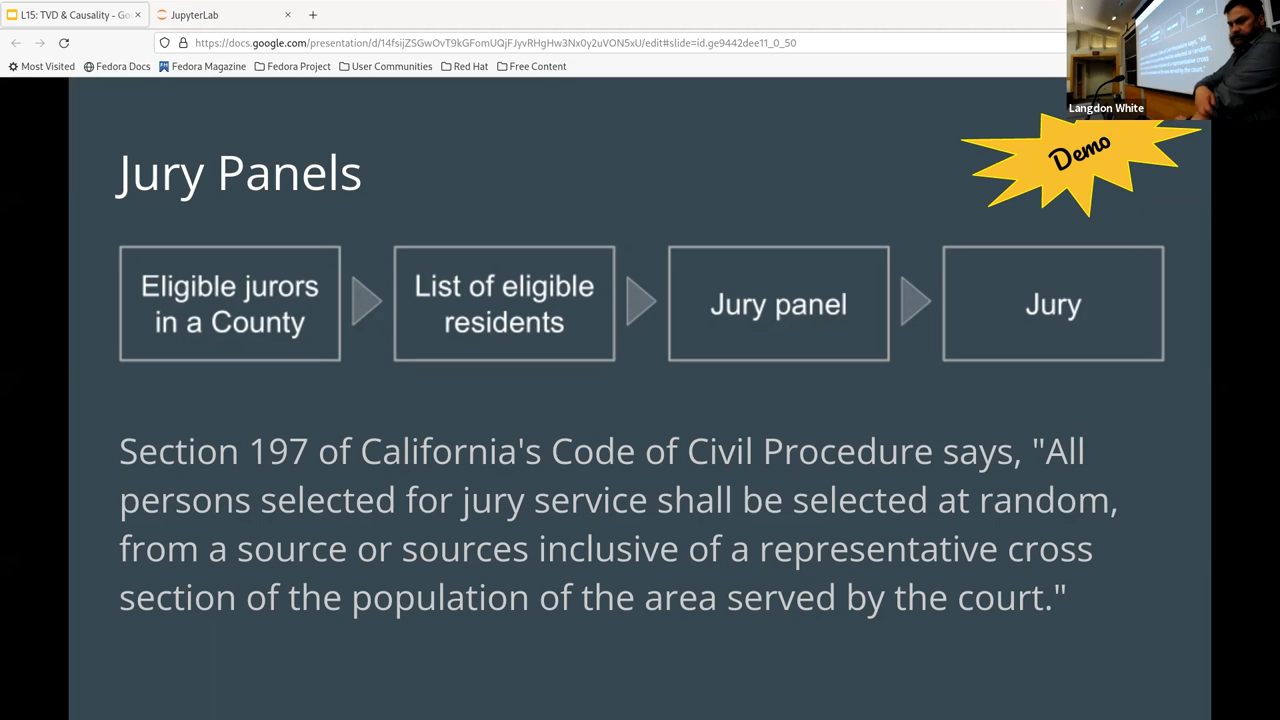 L15: TVD & Causality - Go
JupyterLab
https://docs.google.com/presentation/d/14fsijZSGwOvT9kGFomUQjFJyvRHgHw3Nx0y2uVON5xU/edit#slide=id.ge9442dee11_0_50
Most Visited
Fedora Docs
Fedora Magazine
Fedora Project
User Communities
Red Hat
Free Content
Langdon White
Demo
Jury Panels
Eligible jurors
in a County
List of eligible
residents
Jury panel
Jury
Section 197 of California's Code of Civil Procedure says, "All
persons selected for jury service shall be selected at random,
from a source or sources inclusive of a representative cross
section of the population of the area served by the court."